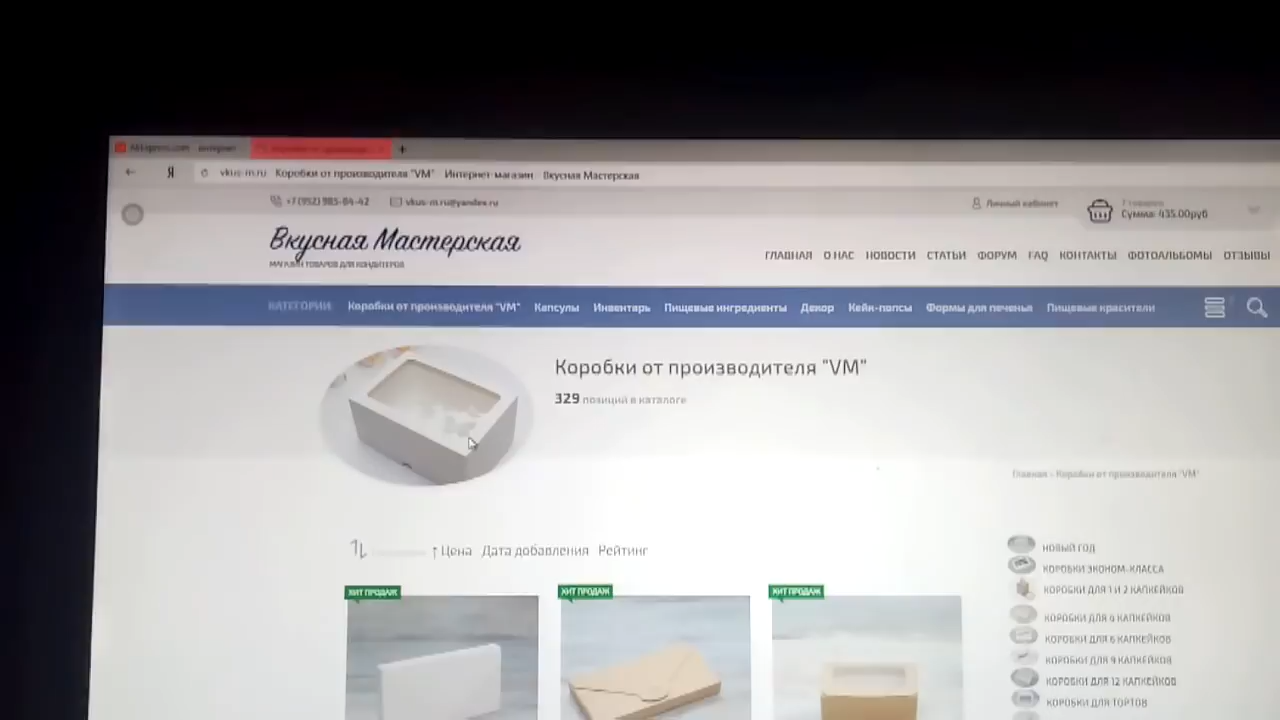 vkus-m.ru Коробки от производителя "VM" Интернет-магазин Вкусная Мастерская
+7 (952) 985-84-42 vkus-m.ru@yandex.ru
Личный кабинет
7 товаров
Сумма: 435.00руб
Вкусная Мастерская
МАГАЗИН ТОВАРОВ ДЛЯ КОНДИТЕРОВ
ГЛАВНАЯ О НАС НОВОСТИ СТАТЬИ ФОРУМ FAQ КОНТАКТЫ ФОТОАЛЬБОМЫ ОТЗЫВЫ
КАТЕГОРИИ Коробки от производителя "VM" Капсулы Инвентарь Пищевые ингредиенты Декор Кейк-попсы Формы для печенья Пищевые красители
Коробки от производителя "VM"
329 позиций в каталоге
Главная - Коробки от производителя "VM"
↑ Цена Дата добавления Рейтинг
ХИТ ПРОДАЖ ХИТ ПРОДАЖ ХИТ ПРОДАЖ
НОВЫЙ ГОД
КОРОБКИ ЭКОНОМ-КЛАССА
КОРОБКИ ДЛЯ 1 И 2 КАПКЕЙКОВ
КОРОБКИ ДЛЯ 4 КАПКЕЙКОВ
КОРОБКИ ДЛЯ 6 КАПКЕЙКОВ
КОРОБКИ ДЛЯ 9 КАПКЕЙКОВ
КОРОБКИ ДЛЯ 12 КАПКЕЙКОВ
КОРОБКИ ДЛЯ ТОРТОВ